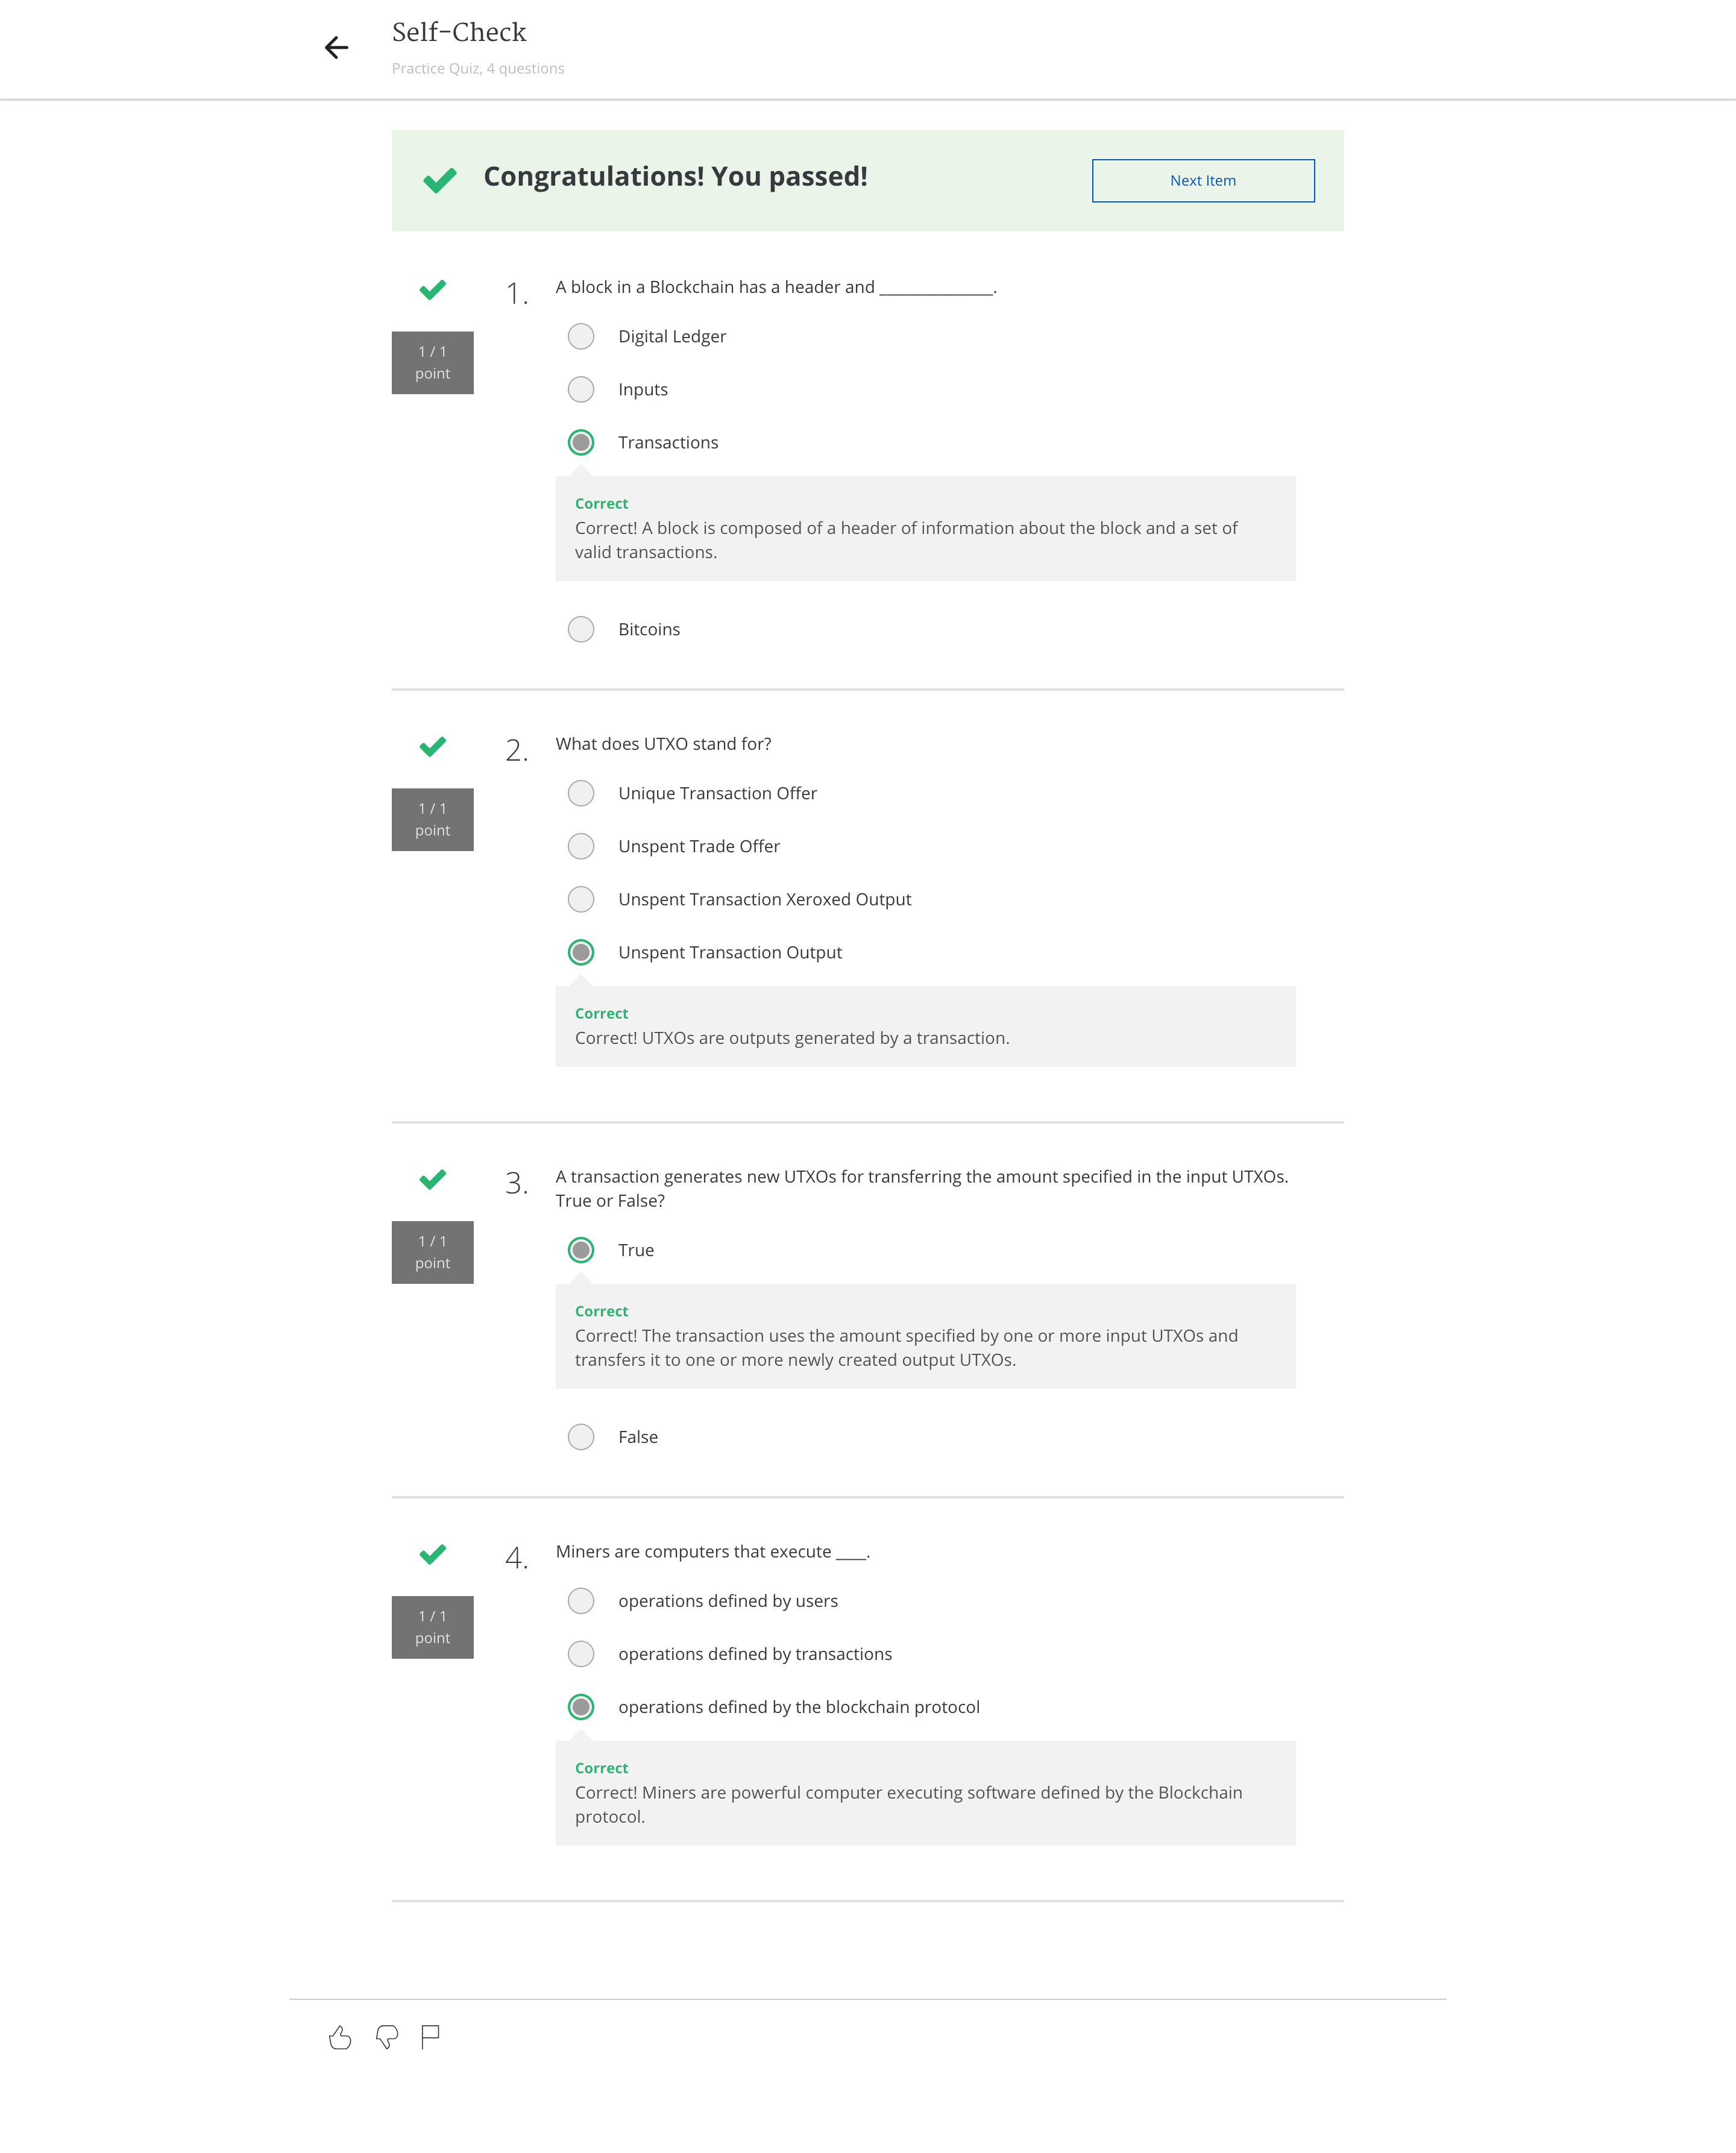 Self-Check
Practice Quiz, 4 questions
Congratulations! You passed!
Next Item
1 / 1
point
1.
A block in a Blockchain has a header and ______________.
Digital Ledger
Inputs
Transactions
Correct
Correct! A block is composed of a header of information about the block and a set of
valid transactions.
Bitcoins
1 / 1
point
2.
What does UTXO stand for?
Unique Transaction Offer
Unspent Trade Offer
Unspent Transaction Xeroxed Output
Unspent Transaction Output
Correct
Correct! UTXOs are outputs generated by a transaction.
1 / 1
point
3.
A transaction generates new UTXOs for transferring the amount specified in the input UTXOs.
True or False?
True
Correct
Correct! The transaction uses the amount specified by one or more input UTXOs and
transfers it to one or more newly created output UTXOs.
False
1 / 1
point
4.
Miners are computers that execute ____.
operations defined by users
operations defined by transactions
operations defined by the blockchain protocol
Correct
Correct! Miners are powerful computer executing software defined by the Blockchain
protocol.